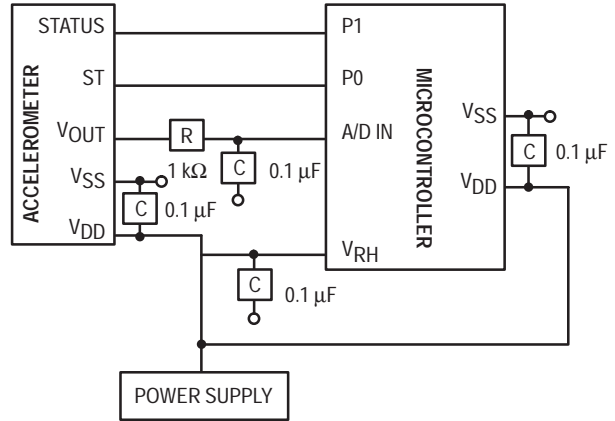 STATUS
P1
ST
P0
ACCELEROMETER
MICROCONTROLLER
VOUT
R
A/D IN
VSS
1 kΩ
C
0.1 µF
VSS
C
0.1 µF
C
0.1 µF
VDD
VDD
VRH
C
0.1 µF
POWER SUPPLY